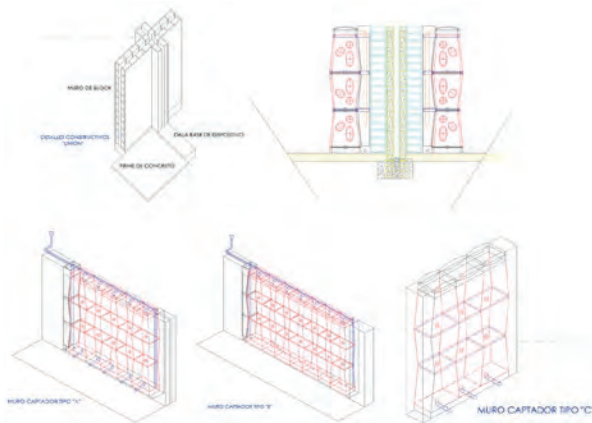 MURO DE BLOCK
DETALLES CONSTRUCTIVOS
"UNION"
DALA BASE DE DISPOSITIVO
FIRME DE CONCRETO
MURO CAPTADOR TIPO "A"
MURO CAPTADOR TIPO "B"
MURO CAPTADOR TIPO "C"